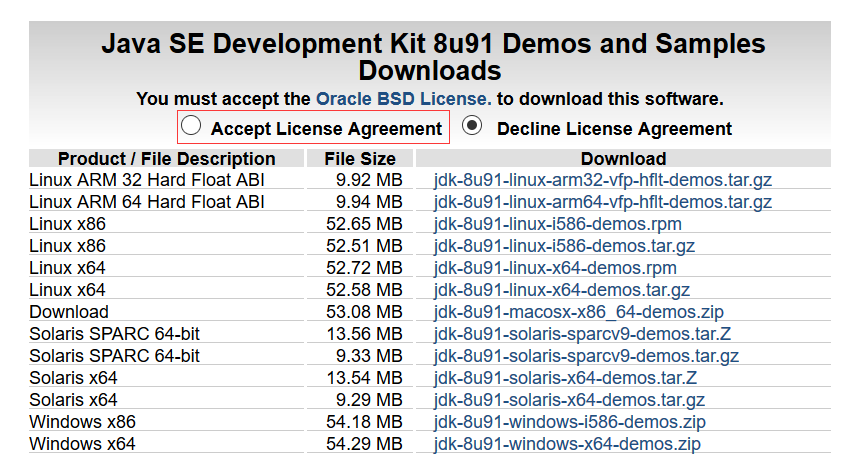 Java SE Development Kit 8u91 Demos and Samples
Downloads
You must accept the Oracle BSD License. to download this software.
Accept License Agreement Decline License Agreement
Product / File Description File Size Download
Linux ARM 32 Hard Float ABI 9.92 MB jdk-8u91-linux-arm32-vfp-hflt-demos.tar.gz
Linux ARM 64 Hard Float ABI 9.94 MB jdk-8u91-linux-arm64-vfp-hflt-demos.tar.gz
Linux x86 52.65 MB jdk-8u91-linux-i586-demos.rpm
Linux x86 52.51 MB jdk-8u91-linux-i586-demos.tar.gz
Linux x64 52.72 MB jdk-8u91-linux-x64-demos.rpm
Linux x64 52.58 MB jdk-8u91-linux-x64-demos.tar.gz
Download 53.08 MB jdk-8u91-macosx-x86_64-demos.zip
Solaris SPARC 64-bit 13.56 MB jdk-8u91-solaris-sparcv9-demos.tar.Z
Solaris SPARC 64-bit 9.33 MB jdk-8u91-solaris-sparcv9-demos.tar.gz
Solaris x64 13.54 MB jdk-8u91-solaris-x64-demos.tar.Z
Solaris x64 9.29 MB jdk-8u91-solaris-x64-demos.tar.gz
Windows x86 54.18 MB jdk-8u91-windows-i586-demos.zip
Windows x64 54.29 MB jdk-8u91-windows-x64-demos.zip